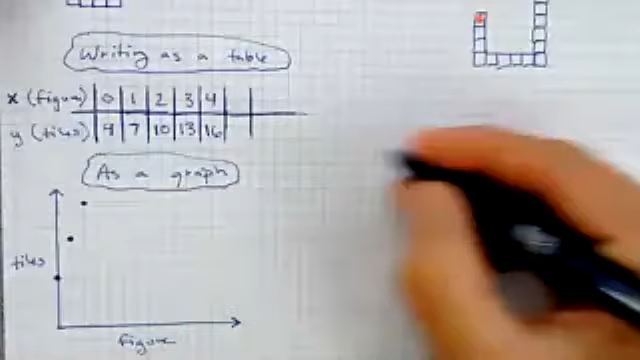 Writing as a table
x (figure) 0 1 2 3 4
y (tiles) 4 7 10 13 16
As a graph
tiles
figure